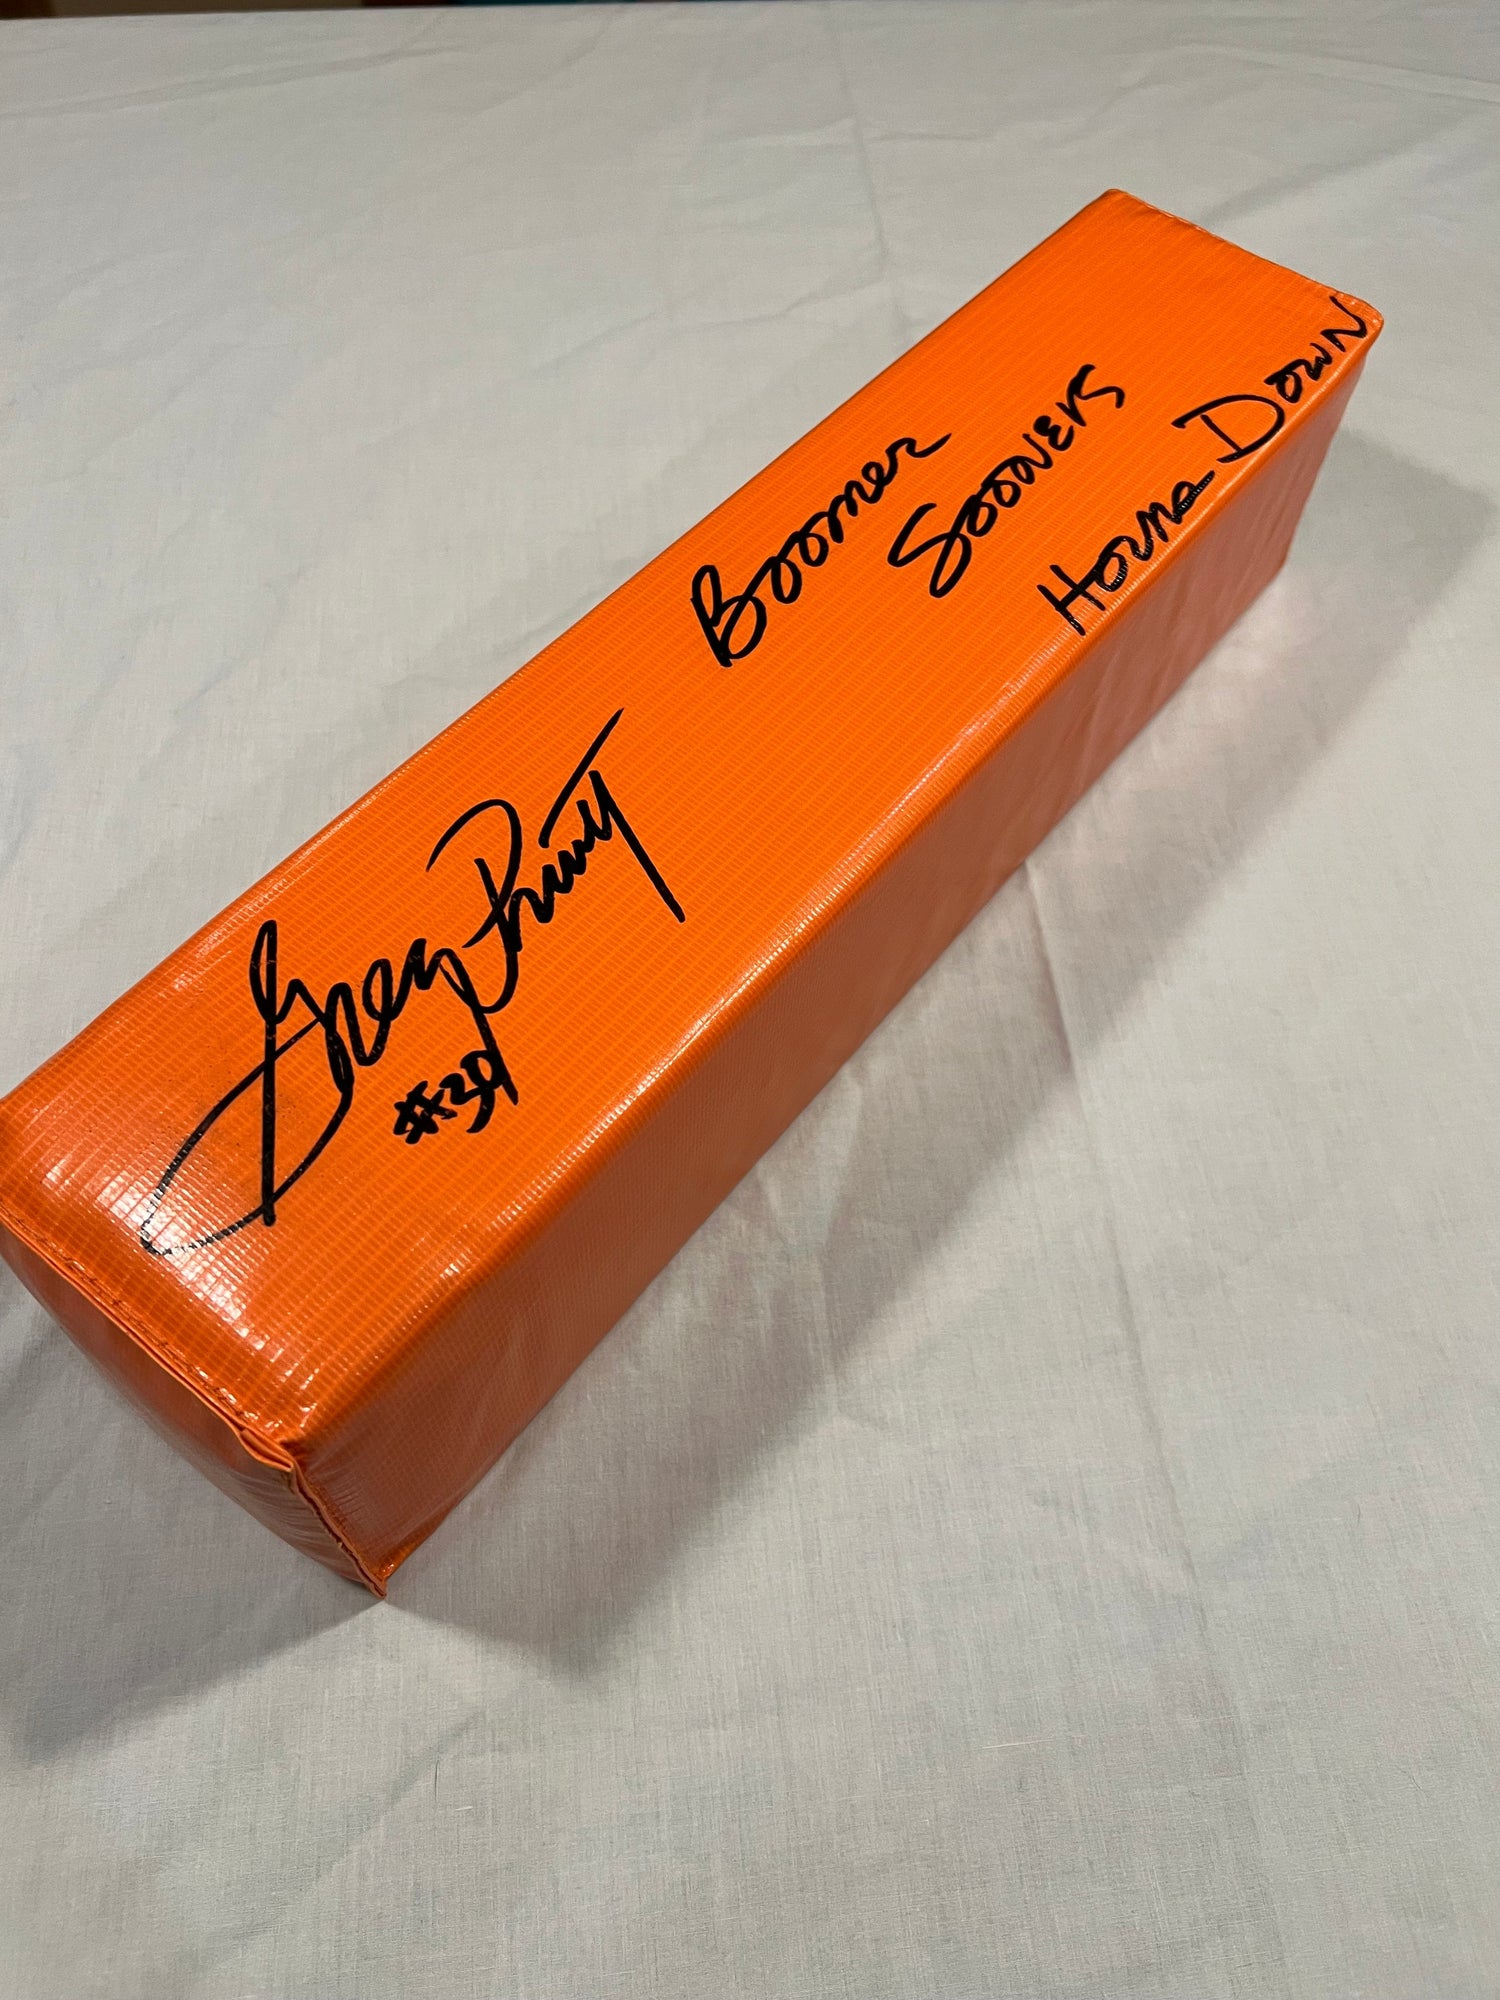 Greg Pruitt
#30
Boomer
Sooners
Horns Down